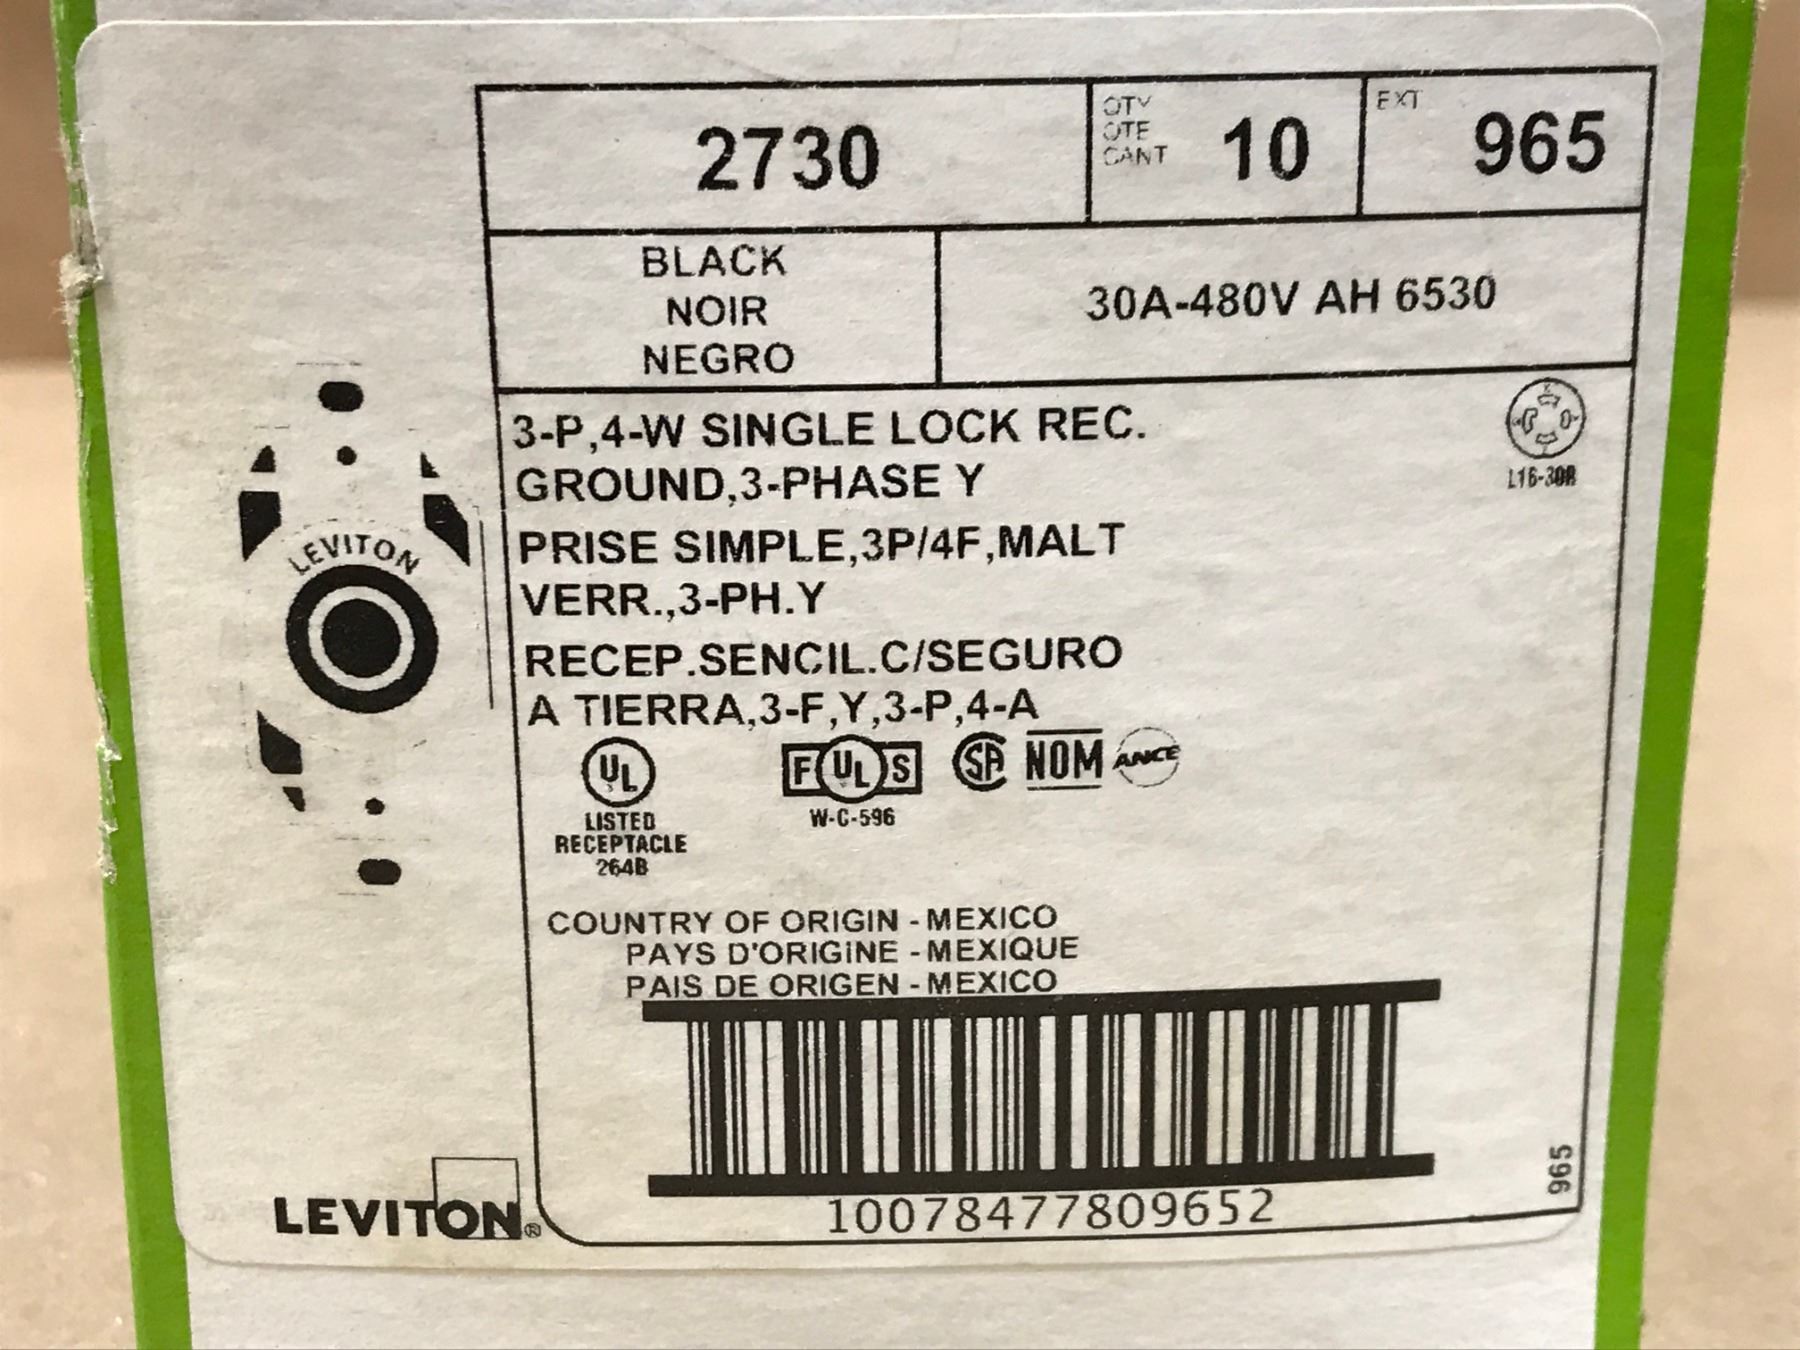 2730
QTY
QTE
CANT
10
EXT
965
BLACK
NOIR
NEGRO
30A-480V AH 6530
3-P,4-W SINGLE LOCK REC.
GROUND,3-PHASE Y
PRISE SIMPLE,3P/4F,MALT
VERR.,3-PH.Y
RECEP.SENCIL.C/SEGURO
A TIERRA,3-F,Y,3-P,4-A
L16-30R
LEVITON
UL
LISTED
RECEPTACLE
264B
F UL S
W-C-596
SA
NOM
ANCE
COUNTRY OF ORIGIN - MEXICO
PAYS D'ORIGINE - MEXIQUE
PAIS DE ORIGEN - MEXICO
10078477809652
965
LEVITON®